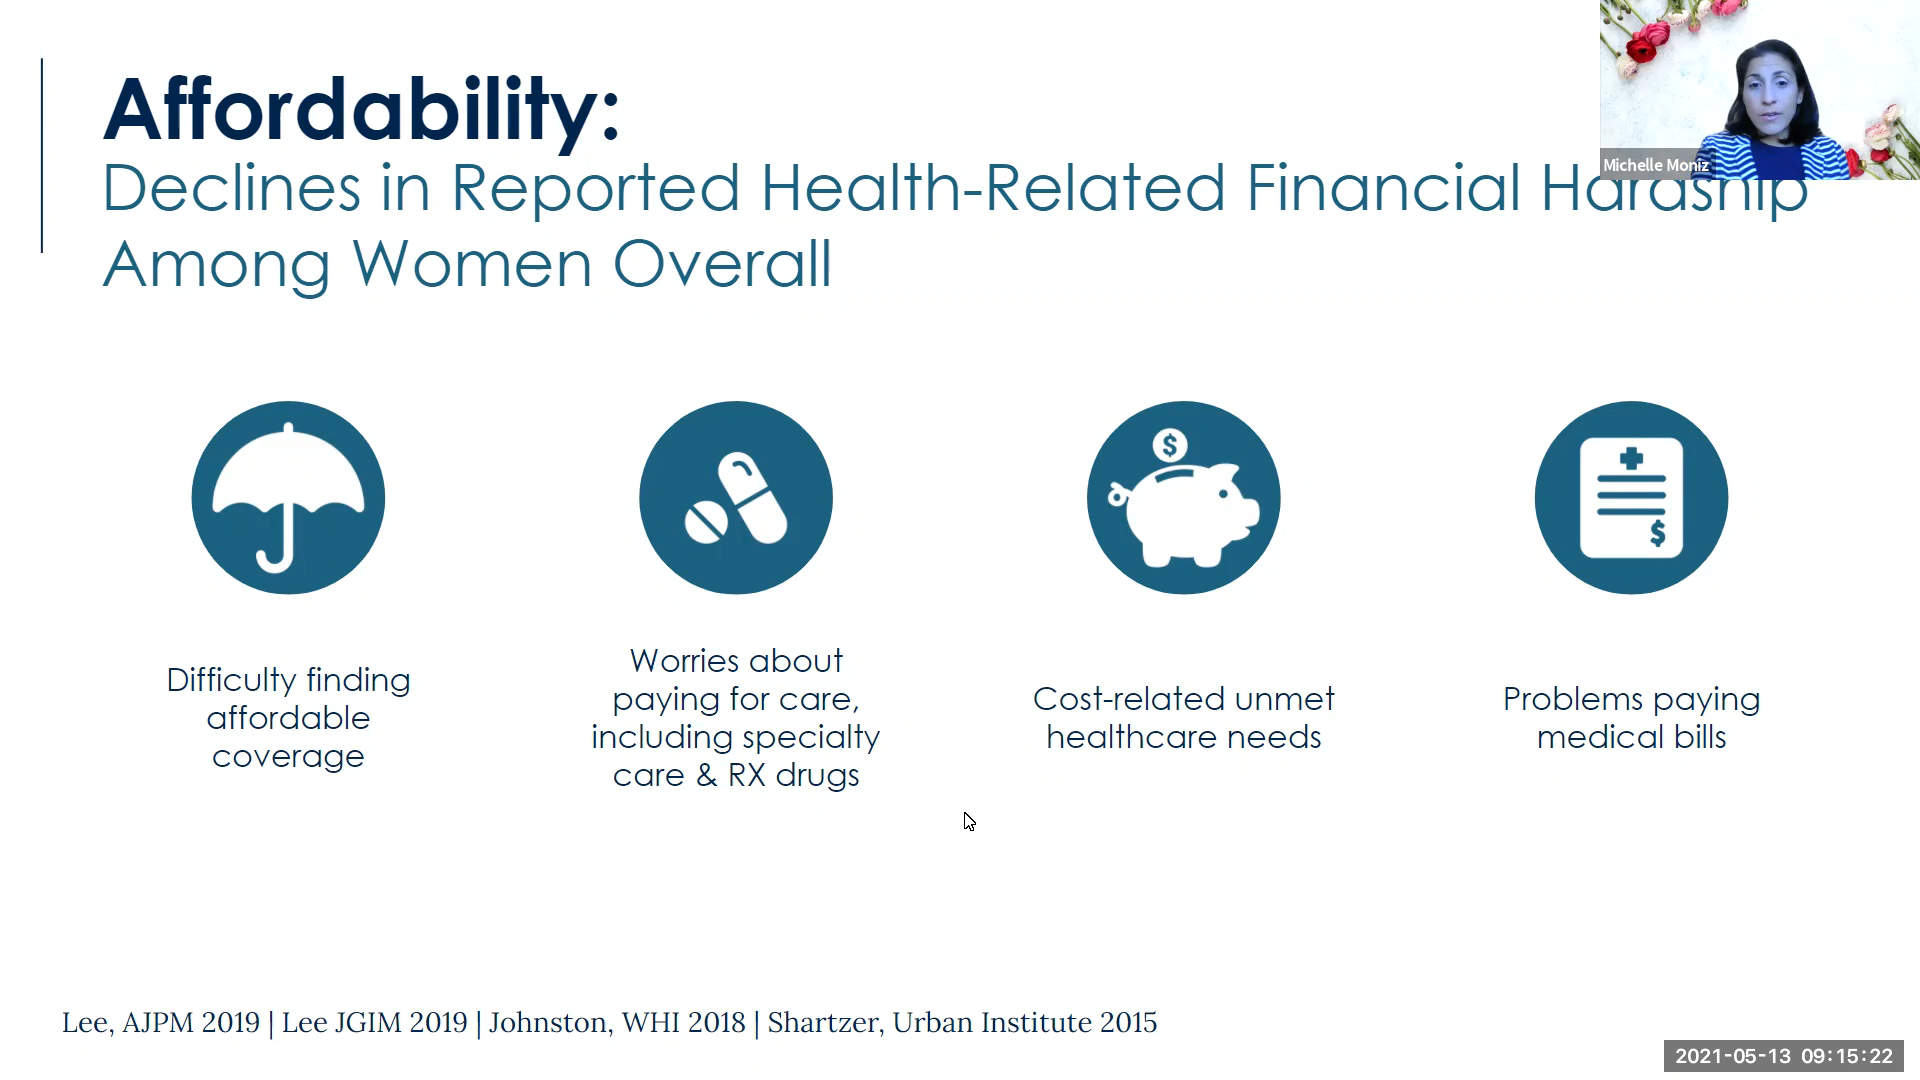 Affordability:
Declines in Reported Health-Related Financial Hardship
Among Women Overall
Michelle Moniz
$
$
Difficulty finding
affordable
coverage
Worries about
paying for care,
including specialty
care & RX drugs
Cost-related unmet
healthcare needs
Problems paying
medical bills
Lee, AJPM 2019 | Lee JGIM 2019 | Johnston, WHI 2018 | Shartzer, Urban Institute 2015
2021-05-13 09:15:22